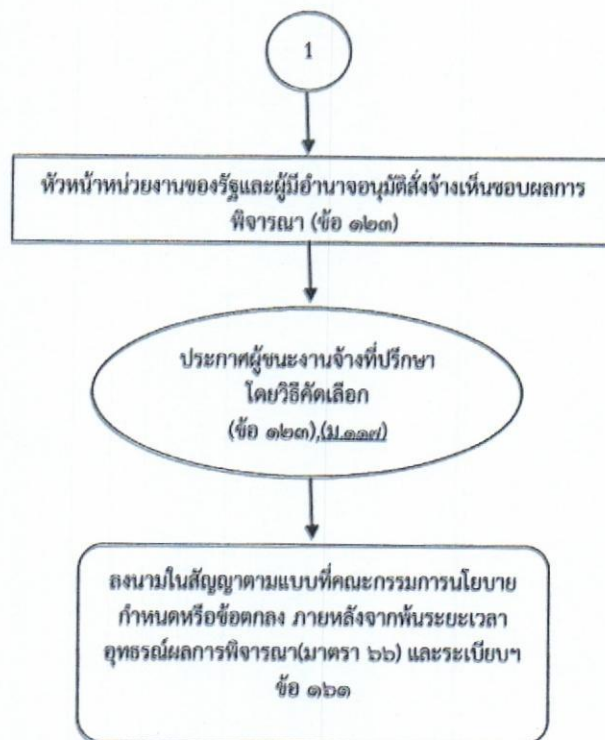 1
หัวหน้าหน่วยงานของรัฐและผู้มีอำนาจอนุมัติสั่งจ้างเห็นชอบผลการ
พิจารณา (ข้อ ๑๒๓)
ประกาศผู้ชนะงานจ้างที่ปรึกษา
โดยวิธีคัดเลือก
(ข้อ ๑๒๓),(ม.๑๑๗)
ลงนามในสัญญาตามแบบที่คณะกรรมการนโยบาย
กำหนดหรือข้อตกลง ภายหลังจากพ้นระยะเวลา
อุทธรณ์ผลการพิจารณา(มาตรา ๖๖) และระเบียบฯ
ข้อ ๑๖๑